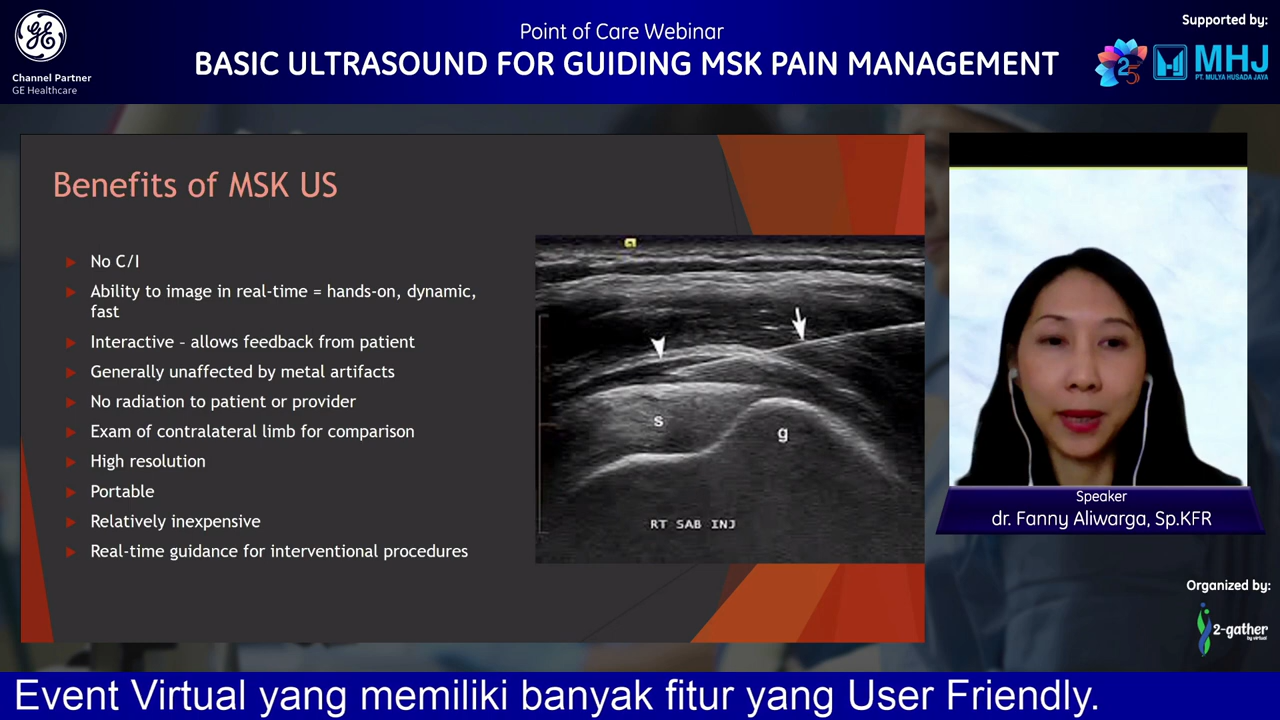 Point of Care Webinar
BASIC ULTRASOUND FOR GUIDING MSK PAIN MANAGEMENT
Channel Partner
GE Healthcare
Supported by:
25
MHJ
PT. MULYA HUSADA JAYA
Benefits of MSK US
No C/I
Ability to image in real-time = hands-on, dynamic,
fast
Interactive – allows feedback from patient
Generally unaffected by metal artifacts
No radiation to patient or provider
Exam of contralateral limb for comparison
High resolution
Portable
Relatively inexpensive
Real-time guidance for interventional procedures
s
g
RT SAB INJ
Speaker
dr. Fanny Aliwarga, Sp.KFR
Organized by:
2-gather
by virtual
Event Virtual yang memiliki banyak fitur yang User Friendly.